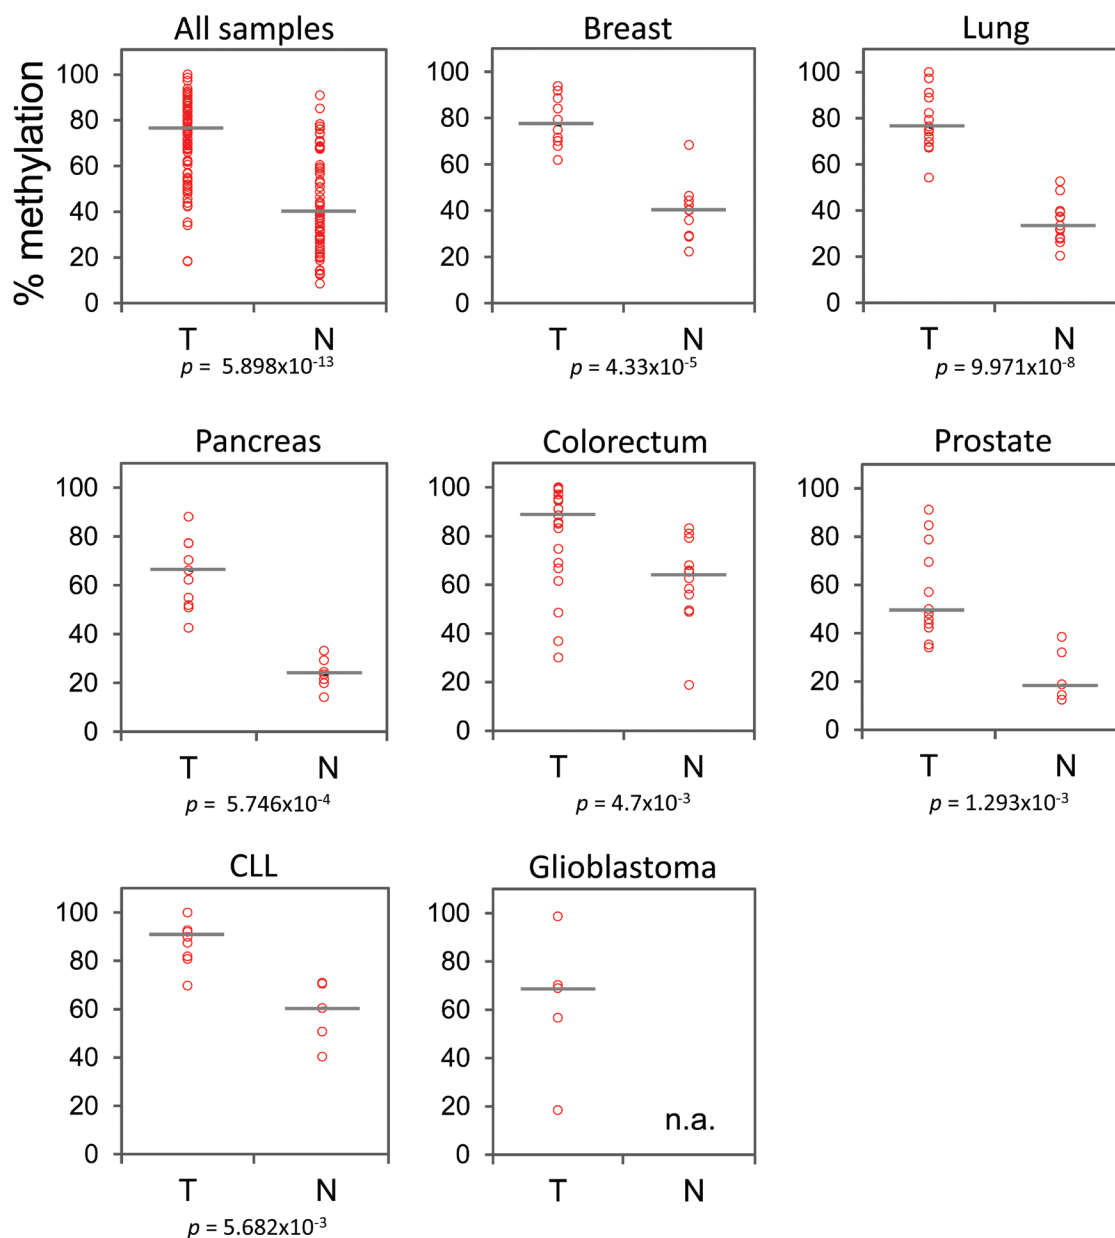 All samples Breast Lung
% methylation
100 100 100
80 80 80
60 60 60
40 40 40
20 20 20
0 0 0
T N T N T N
p = 5.898x10⁻¹³ p = 4.33x10⁻⁵ p = 9.971x10⁻⁸
Pancreas Colorectum Prostate
100 100 100
80 80 80
60 60 60
40 40 40
20 20 20
0 0 0
T N T N T N
p = 5.746x10⁻⁴ p = 4.7x10⁻³ p = 1.293x10⁻³
CLL Glioblastoma
100 100
80 80
60 60
40 40
20 20
n.a.
0 0
T N T N
p = 5.682x10⁻³